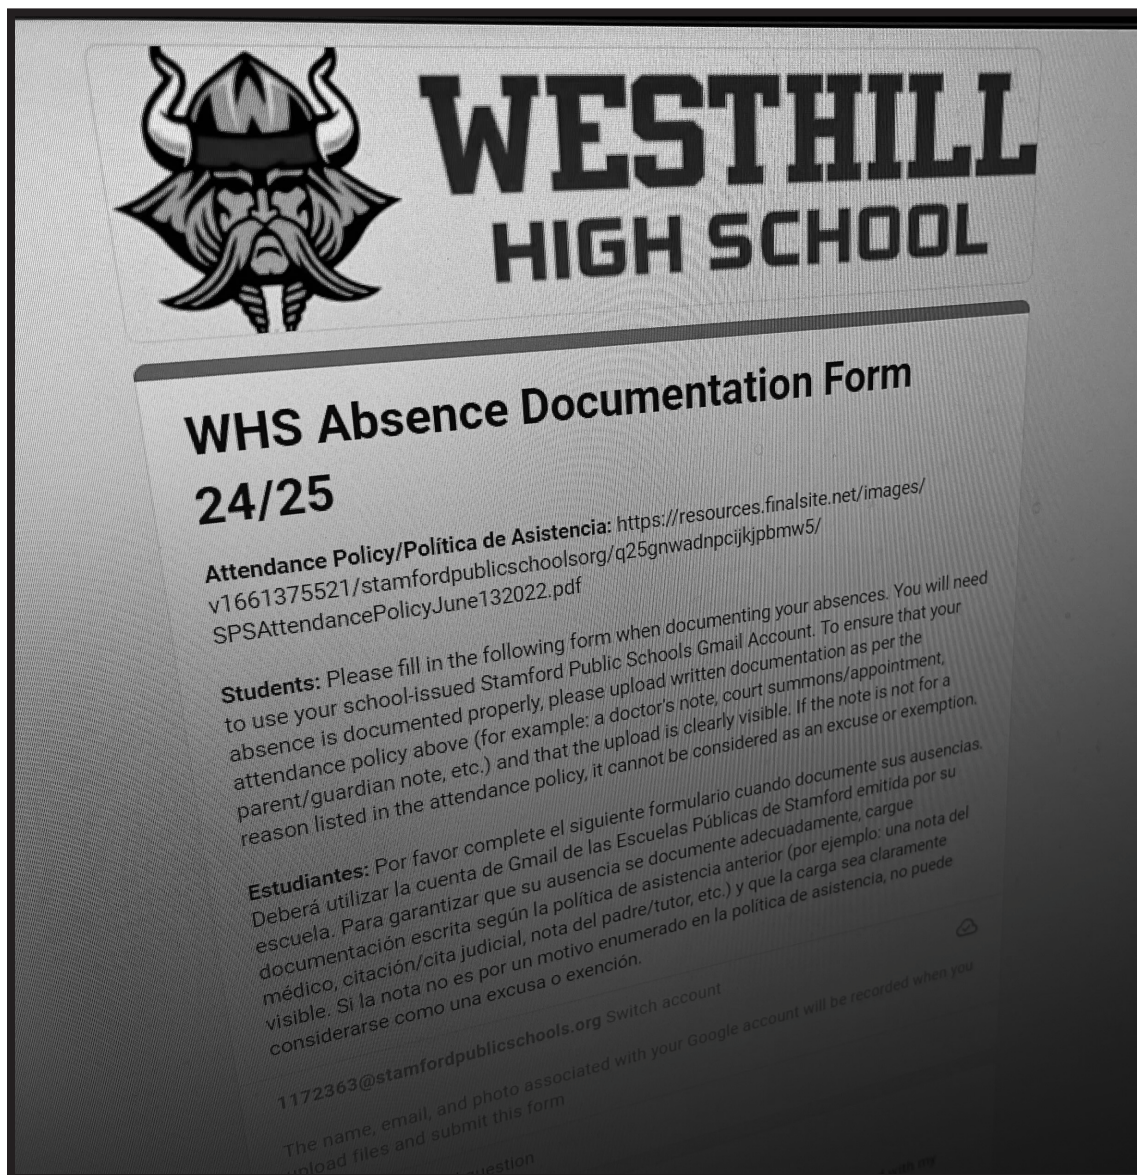 WESTHILL
HIGH SCHOOL
WHS Absence Documentation Form
24/25
Attendance Policy/Política de Asistencia: https://resources.finalsite.net/images/
v1661375521/stamfordpublicschoolsorg/q25gnwadnpcijkjpbmw5/
SPSAttendancePolicyJune132022.pdf
Students: Please fill in the following form when documenting your absences. You will need
to use your school-issued Stamford Public Schools Gmail Account. To ensure that your
absence is documented properly, please upload written documentation as per the
attendance policy above (for example: a doctor's note, court summons/appointment,
parent/guardian note, etc.) and that the upload is clearly visible. If the note is not for a
reason listed in the attendance policy, it cannot be considered as an excuse or exemption.
Estudiantes: Por favor complete el siguiente formulario cuando documente sus ausencias.
Deberá utilizar la cuenta de Gmail de las Escuelas Públicas de Stamford emitida por su
escuela. Para garantizar que su ausencia se documente adecuadamente, cargue
documentación escrita según la política de asistencia anterior (por ejemplo: una nota del
médico, citación/cita judicial, nota del padre/tutor, etc.) y que la carga sea claramente
visible. Si la nota no es por un motivo enumerado en la política de asistencia, no puede
considerarse como una excusa o exención.
1172363@stamfordpublicschools.org Switch account
The name, email, and photo associated with your Google account will be recorded when you
upload files and submit this form
question
with my